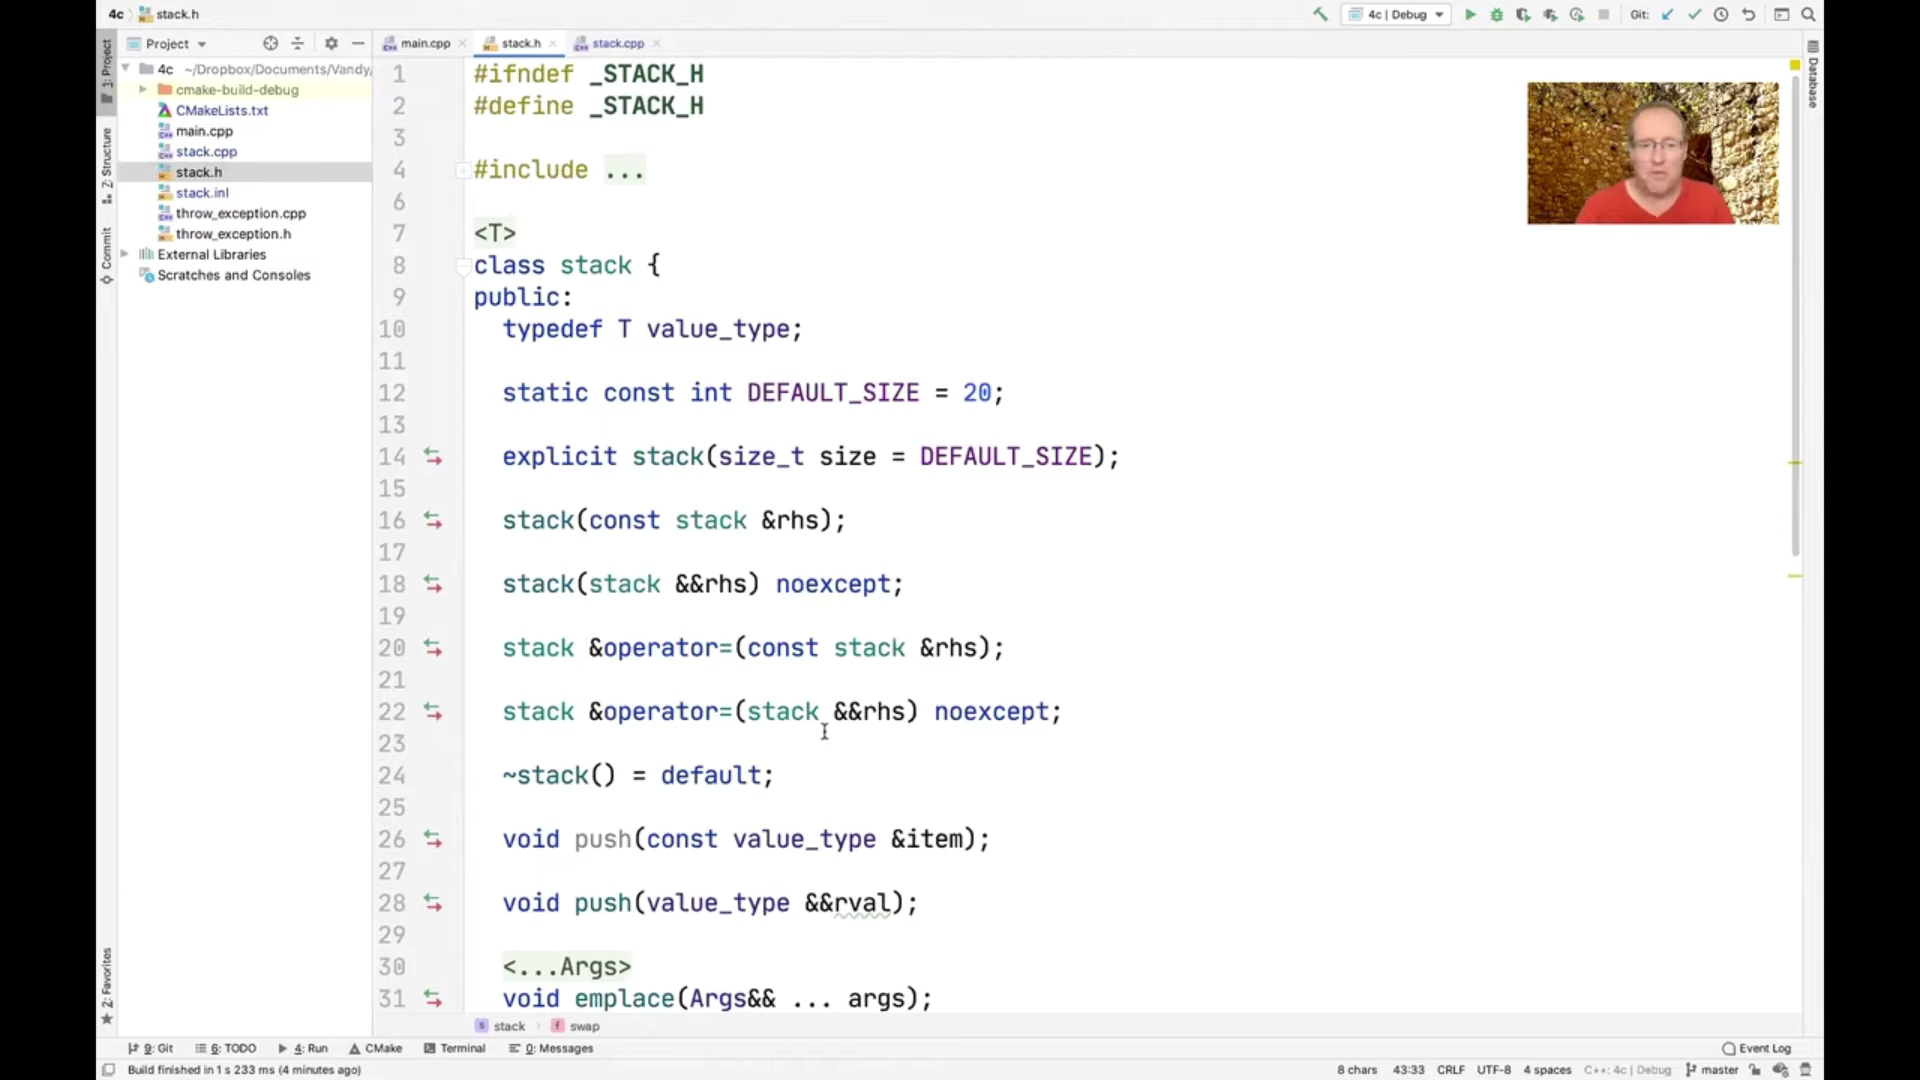 4c stack.h
4c | Debug
Git:
1: Project
Project
main.cpp
stack.h
stack.cpp
4c ~/Dropbox/Documents/Vandy/
cmake-build-debug
CMakeLists.txt
main.cpp
stack.cpp
stack.h
stack.inl
throw_exception.cpp
throw_exception.h
External Libraries
Scratches and Consoles
Z: Structure
Commit
2: Favorites
Database
1 #ifndef _STACK_H
2 #define _STACK_H
3
4 #include ...
6
7 <T>
8 class stack {
9 public:
10 typedef T value_type;
11
12 static const int DEFAULT_SIZE = 20;
13
14 explicit stack(size_t size = DEFAULT_SIZE);
15
16 stack(const stack &rhs);
17
18 stack(stack &&rhs) noexcept;
19
20 stack &operator=(const stack &rhs);
21
22 stack &operator=(stack &&rhs) noexcept;
23
24 ~stack() = default;
25
26 void push(const value_type &item);
27
28 void push(value_type &&rval);
29
30 <...Args>
31 void emplace(Args&& ... args);
s stack f swap
9: Git
6: TODO
4: Run
CMake
Terminal
0: Messages
Event Log
Build finished in 1 s 233 ms (4 minutes ago)
8 chars 43:33 CRLF UTF-8 4 spaces C++: 4c | Debug master